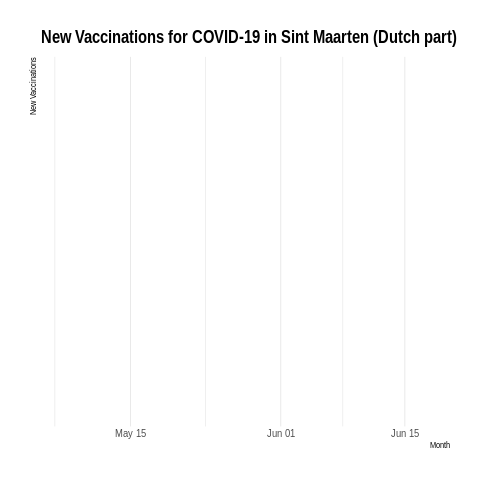 New Vaccinations for COVID-19 in Sint Maarten (Dutch part)
New Vaccinations
May 15
Jun 01
Jun 15
Month